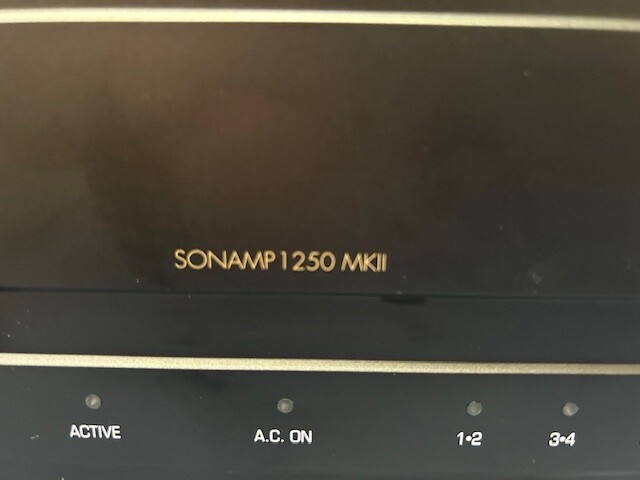 SONAMP 1250 MKII
ACTIVE A.C. ON 1•2 3•4